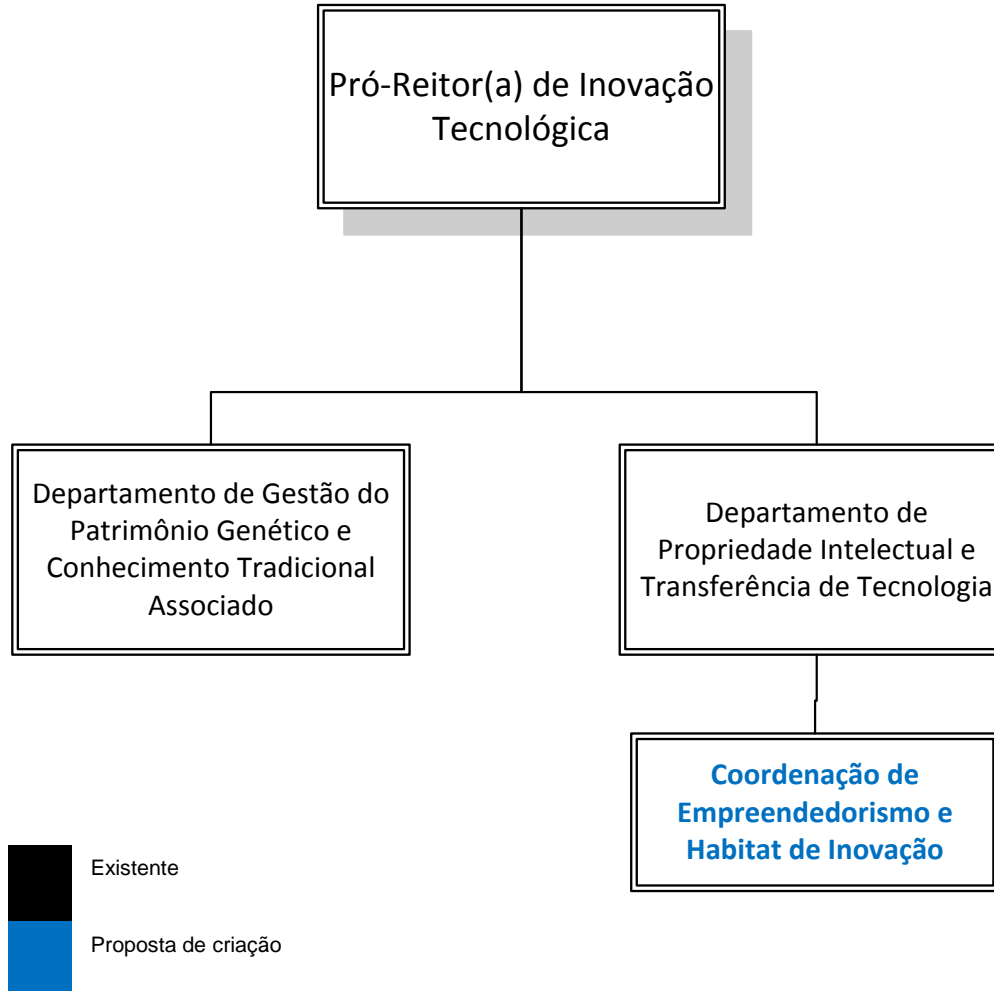 Pró-Reitor(a) de Inovação
Tecnológica
Departamento de Gestão do
Patrimônio Genético e
Conhecimento Tradicional
Associado
Departamento de
Propriedade Intelectual e
Transferência de Tecnologia
Coordenação de
Empreendedorismo e
Habitat de Inovação
Existente
Proposta de criação